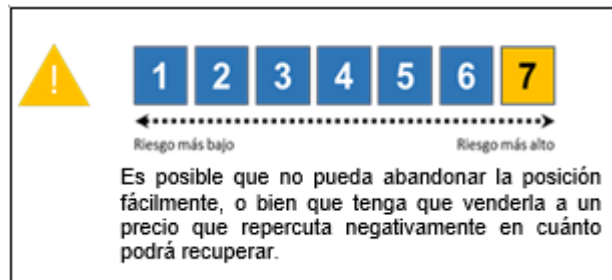 !
1 2 3 4 5 6 7
Riesgo más bajo Riesgo más alto
Es posible que no pueda abandonar la posición
fácilmente, o bien que tenga que venderla a un
precio que repercuta negativamente en cuánto
podrá recuperar.